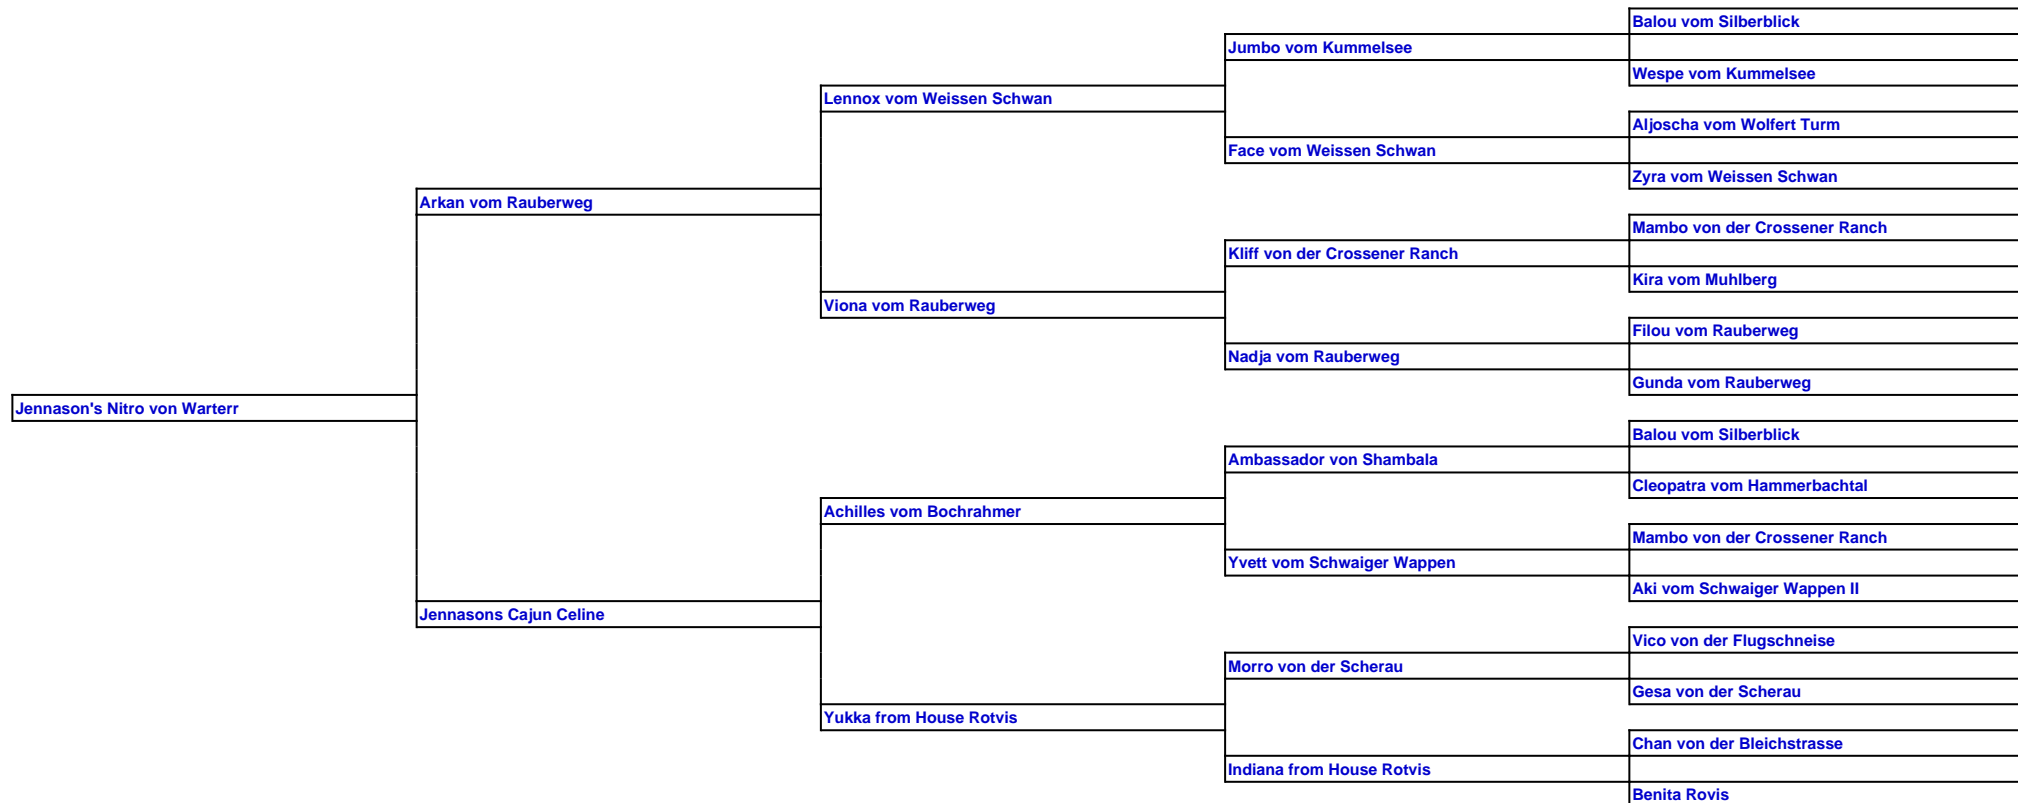 Balou vom Silberblick
Jumbo vom Kummelsee
Wespe vom Kummelsee
Lennox vom Weissen Schwan
Aljoscha vom Wolfert Turm
Face vom Weissen Schwan
Zyra vom Weissen Schwan
Arkan vom Rauberweg
Mambo von der Crossener Ranch
Kliff von der Crossener Ranch
Kira vom Muhlberg
Viona vom Rauberweg
Filou vom Rauberweg
Nadja vom Rauberweg
Gunda vom Rauberweg
Jennason's Nitro von Warterr
Balou vom Silberblick
Ambassador von Shambala
Cleopatra vom Hammerbachtal
Achilles vom Bochrahmer
Mambo von der Crossener Ranch
Yvett vom Schwaiger Wappen
Aki vom Schwaiger Wappen II
Jennasons Cajun Celine
Vico von der Flugschneise
Morro von der Scherau
Gesa von der Scherau
Yukka from House Rotvis
Chan von der Bleichstrasse
Indiana from House Rotvis
Benita Rovis